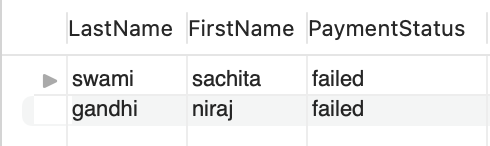 LastName FirstName PaymentStatus
swami sachita failed
gandhi niraj failed